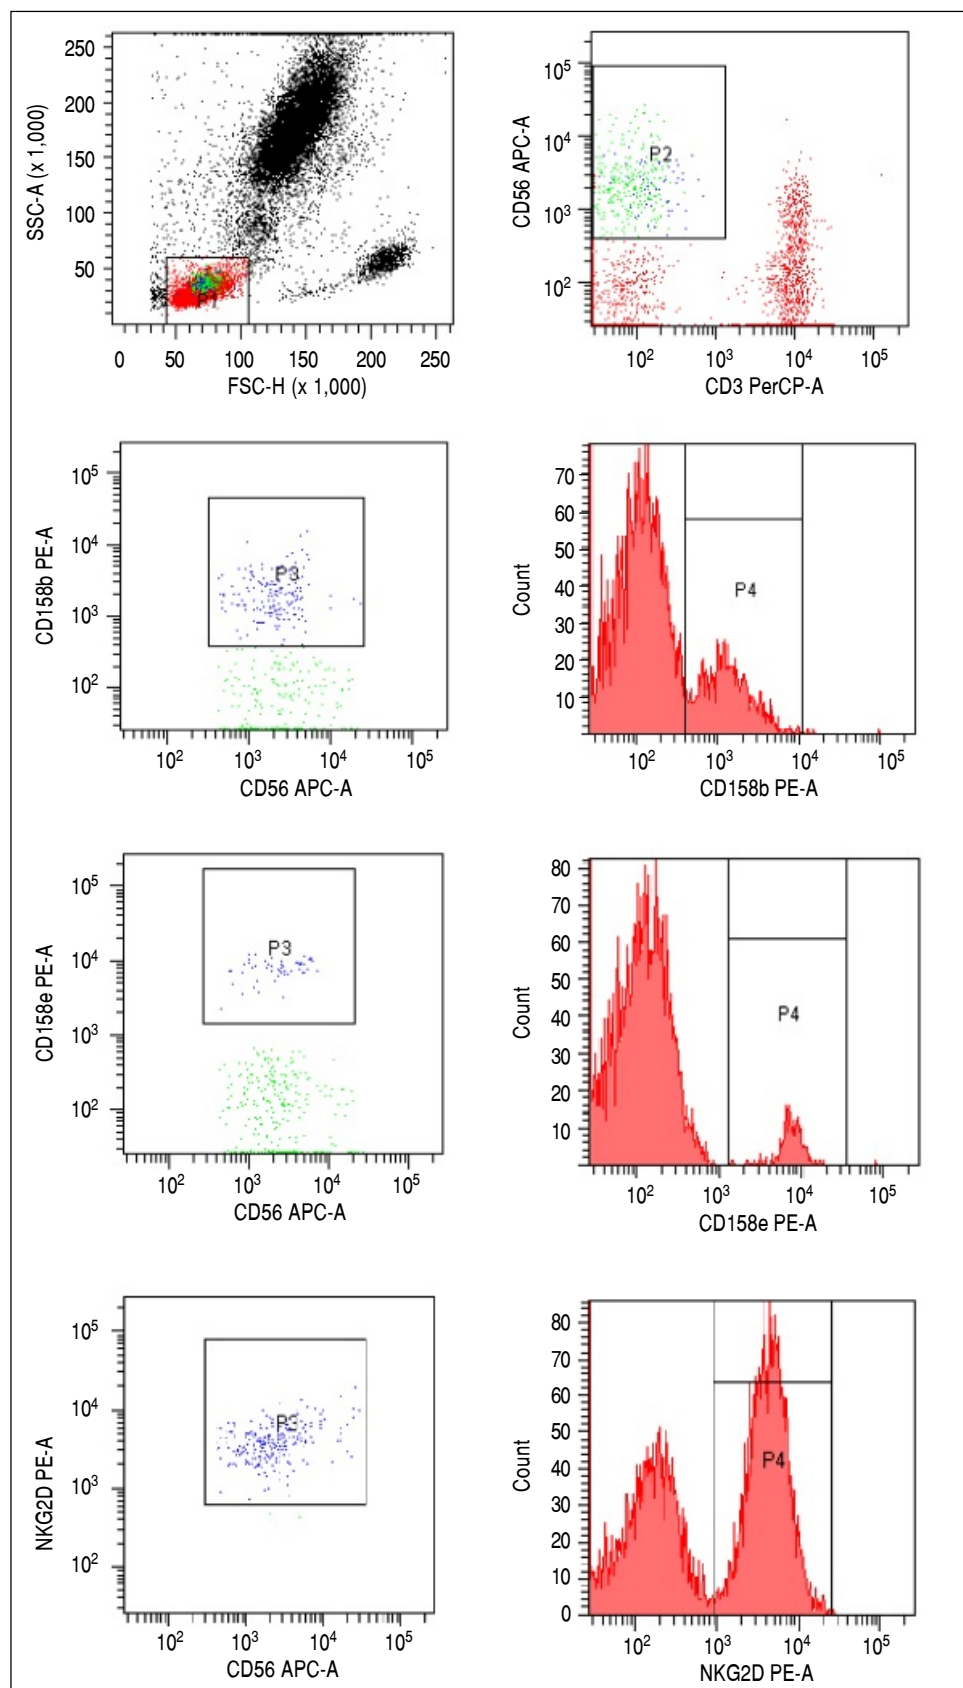 250
200
150
100
50
SSC-A (x 1,000)
P1
0 50 100 150 200 250
FSC-H (x 1,000)
10⁵
10⁴
10³
10²
CD56 APC-A
P2
10² 10³ 10⁴ 10⁵
CD3 PerCP-A
10⁵
10⁴
10³
10²
CD158b PE-A
P3
10² 10³ 10⁴ 10⁵
CD56 APC-A
70
60
50
40
30
20
10
Count
P4
10² 10³ 10⁴ 10⁵
CD158b PE-A
10⁵
10⁴
10³
10²
CD158e PE-A
P3
10² 10³ 10⁴ 10⁵
CD56 APC-A
80
70
60
50
40
30
20
10
Count
P4
10² 10³ 10⁴ 10⁵
CD158e PE-A
10⁵
10⁴
10³
10²
NKG2D PE-A
P3
10² 10³ 10⁴ 10⁵
CD56 APC-A
80
70
60
50
40
30
20
10
0
Count
P4
10² 10³ 10⁴ 10⁵
NKG2D PE-A